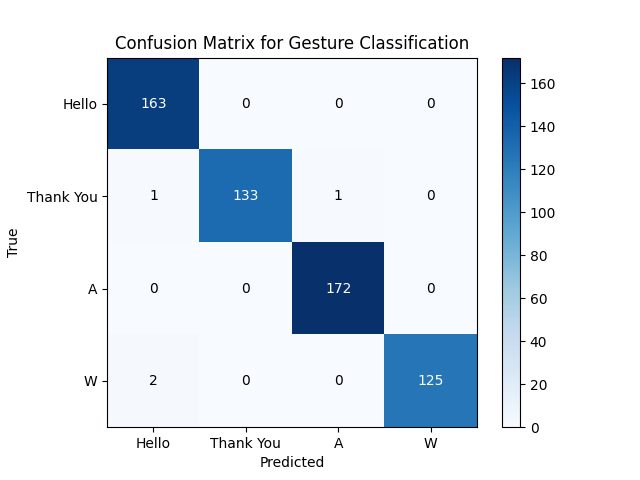 Confusion Matrix for Gesture Classification
Hello 163 0 0 0
Thank You 1 133 1 0
A 0 0 172 0
W 2 0 0 125
Hello Thank You A W
Predicted
True
160
140
120
100
80
60
40
20
0